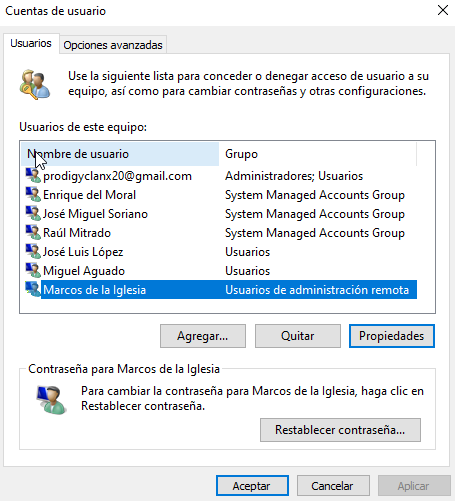 Cuentas de usuario
Usuarios
Opciones avanzadas
Use la siguiente lista para conceder o denegar acceso de usuario a su
equipo, así como para cambiar contraseñas y otras configuraciones.
Usuarios de este equipo:
Nombre de usuario Grupo
prodigyclanx20@gmail.com Administradores; Usuarios
Enrique del Moral System Managed Accounts Group
José Miguel Soriano System Managed Accounts Group
Raúl Mitrado System Managed Accounts Group
José Luis López Usuarios
Miguel Aguado Usuarios
Marcos de la Iglesia Usuarios de administración remota
Agregar... Quitar Propiedades
Contraseña para Marcos de la Iglesia
Para cambiar la contraseña para Marcos de la Iglesia, haga clic en
Restablecer contraseña.
Restablecer contraseña...
Aceptar Cancelar Aplicar